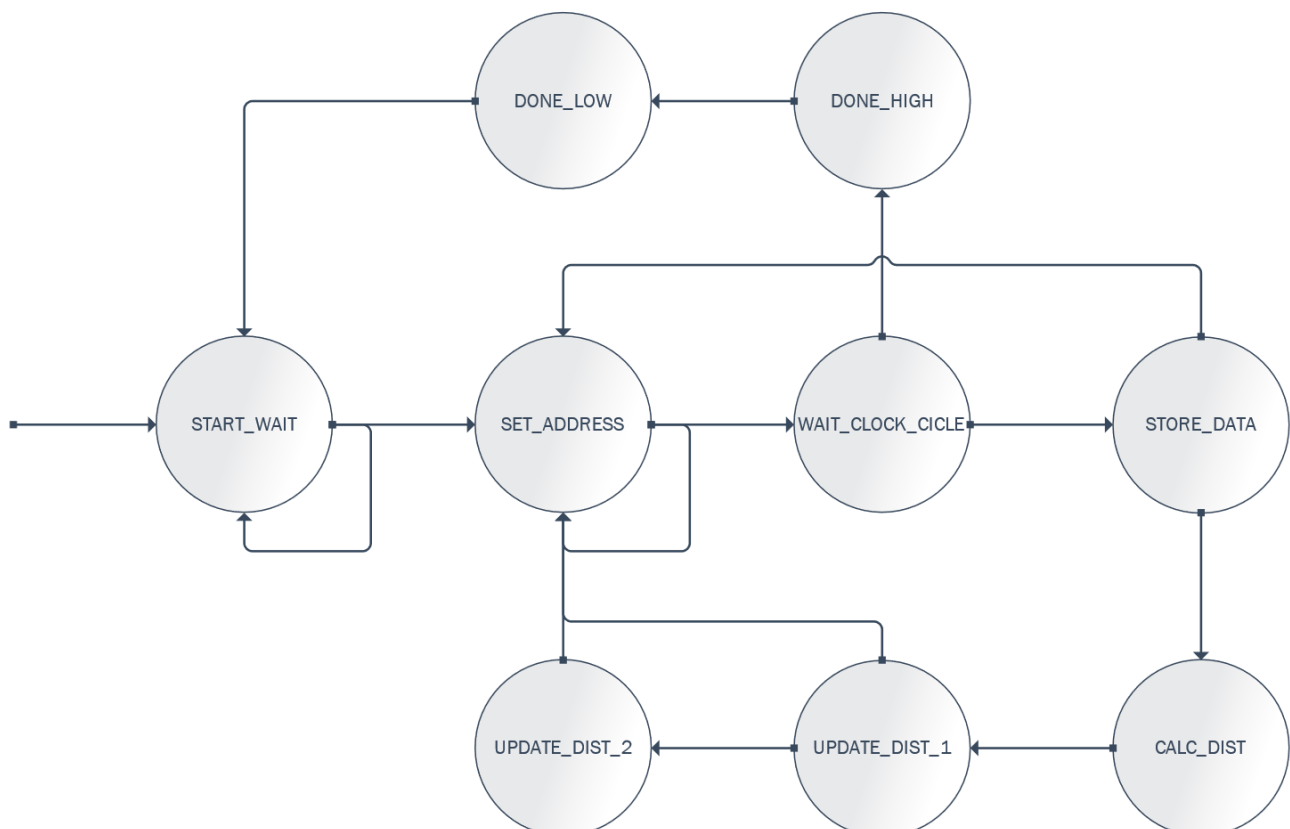 DONE_LOW
DONE_HIGH
START_WAIT
SET_ADDRESS
WAIT_CLOCK_CICLE
STORE_DATA
UPDATE_DIST_2
UPDATE_DIST_1
CALC_DIST